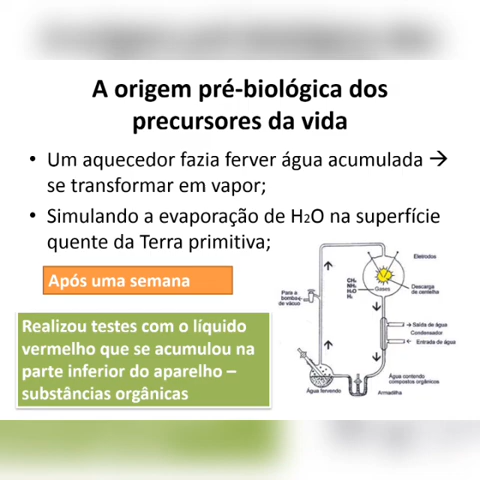 A origem pré-biológica dos
precursores da vida
• Um aquecedor fazia ferver água acumulada →
se transformar em vapor;
• Simulando a evaporação de H2O na superfície
quente da Terra primitiva;
Após uma semana
Realizou testes com o líquido
vermelho que se acumulou na
parte inferior do aparelho –
substâncias orgânicas
Eletrodos
CH4
NH3
H2O
H2
Gases
Descarga
de centelha
Para a
bomba
de vácuo
Saída de água
Condensador
Entrada de água
Água fervendo
Água contendo
compostos orgânicos
Armadilha